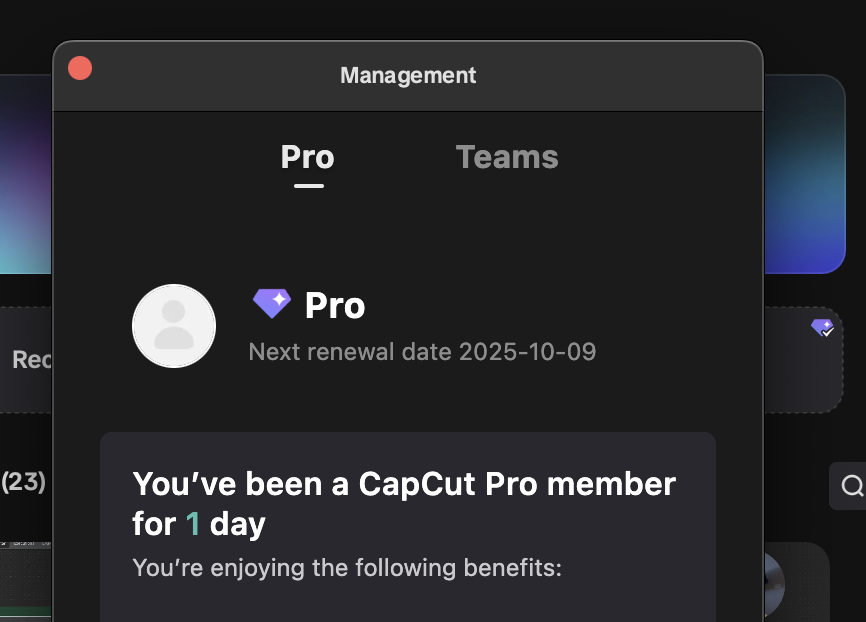 Management
Pro
Teams
Pro
Next renewal date 2025-10-09
Rec
(23)
You’ve been a CapCut Pro member
for 1 day
You’re enjoying the following benefits: